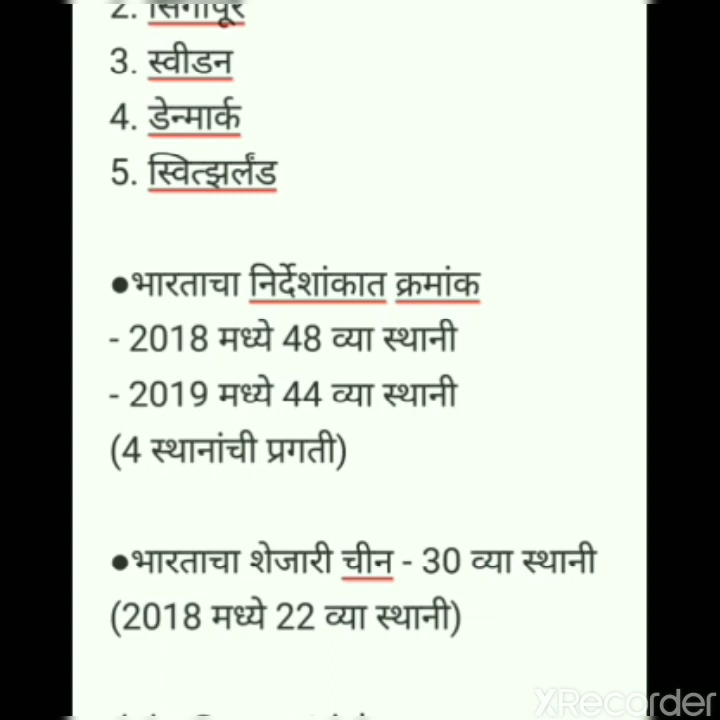 2. सिंगापूर
3. स्वीडन
4. डेन्मार्क
5. स्वित्झर्लंड
●भारताचा निर्देशांकात क्रमांक
- 2018 मध्ये 48 व्या स्थानी
- 2019 मध्ये 44 व्या स्थानी
(4 स्थानांची प्रगती)
●भारताचा शेजारी चीन - 30 व्या स्थानी
(2018 मध्ये 22 व्या स्थानी)
XRecorder